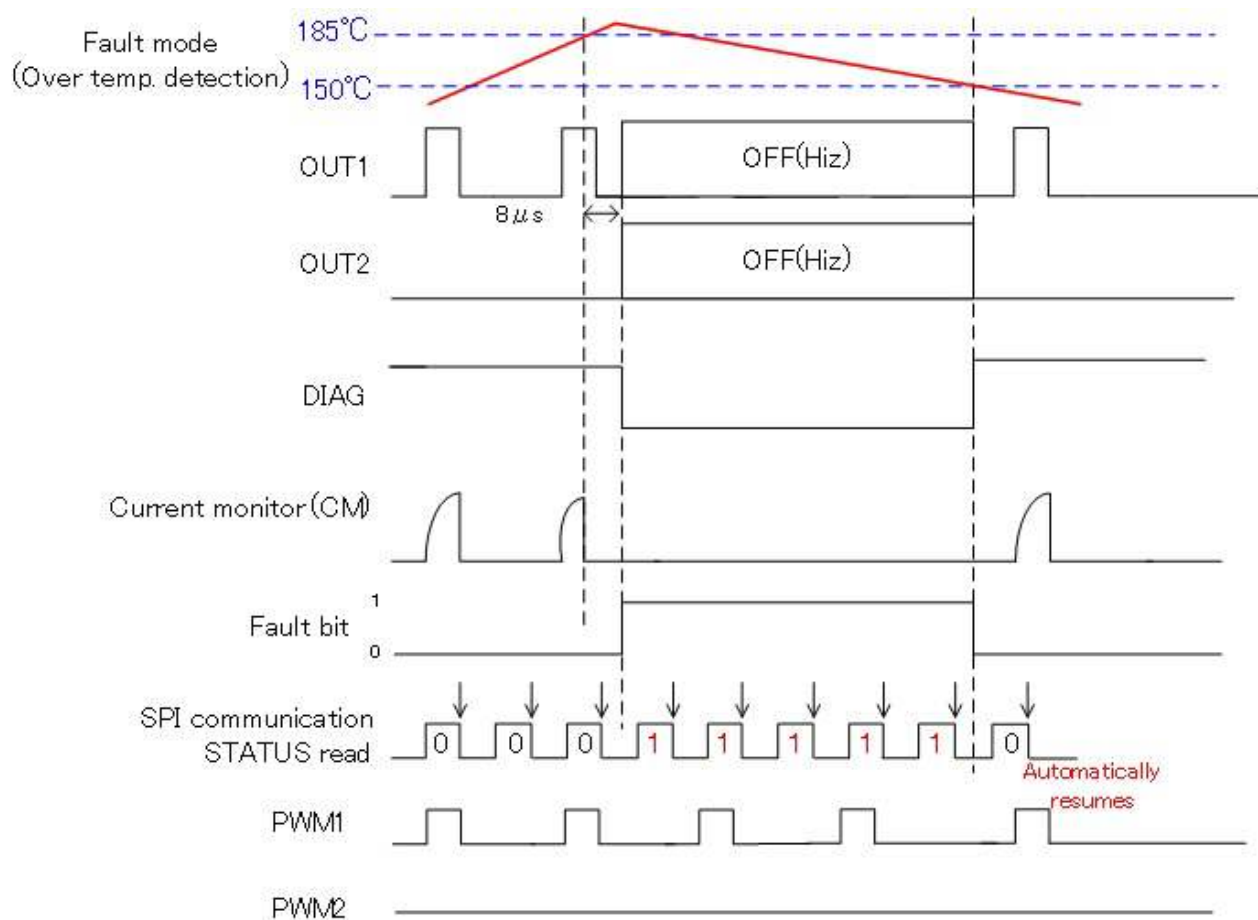 Fault mode
(Over temp. detection)
185℃
150℃
OUT1
OFF(Hiz)
8μs
OUT2
OFF(Hiz)
DIAG
Current monitor(CM)
Fault bit
1
0
SPI communication
STATUS read
0 0 0 1 1 1 1 1 0
Automatically
resumes
PWM1
PWM2